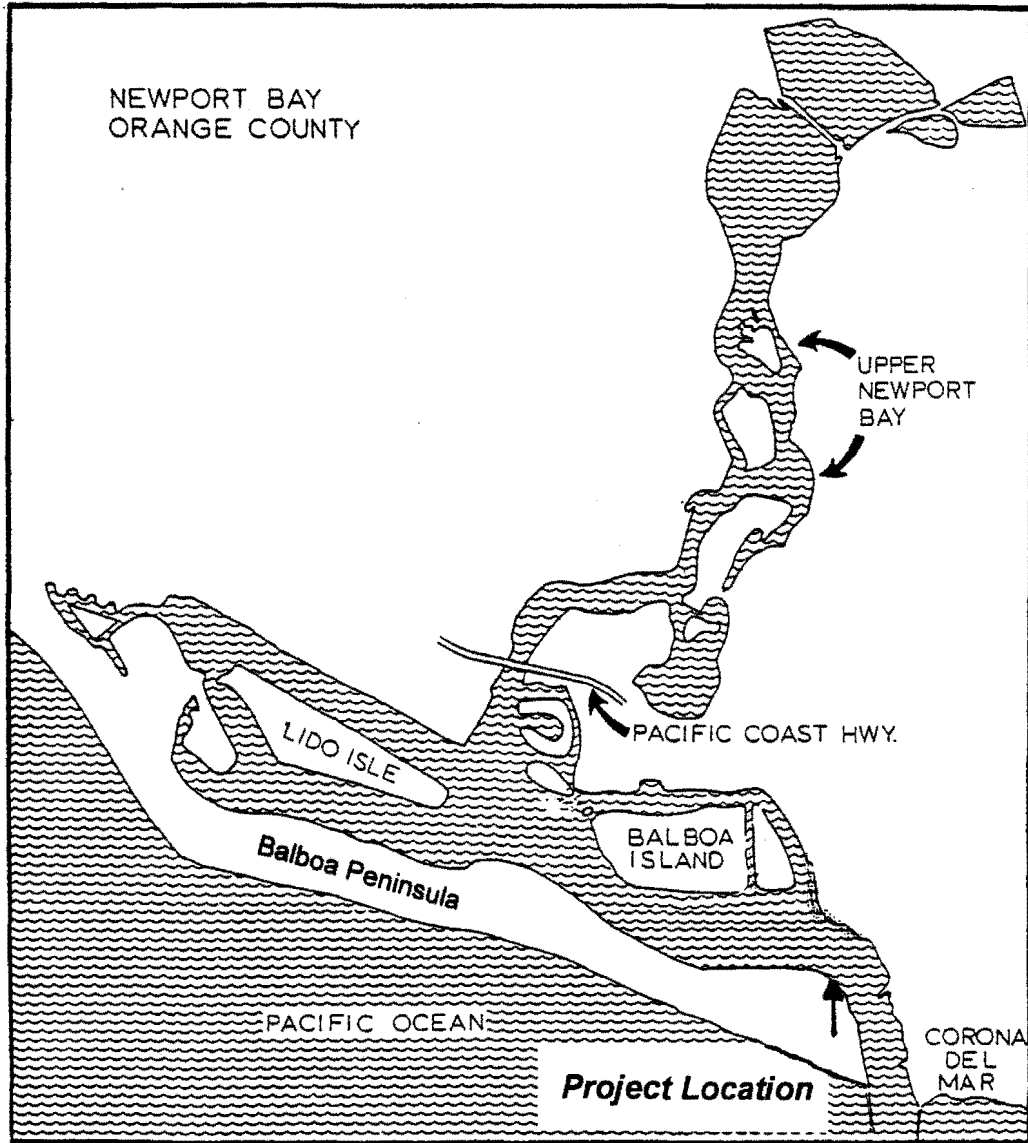 NEWPORT BAY
ORANGE COUNTY
UPPER
NEWPORT
BAY
PACIFIC COAST HWY.
LIDO ISLE
BALBOA
ISLAND
Balboa Peninsula
PACIFIC OCEAN
CORONA
DEL
MAR
Project Location